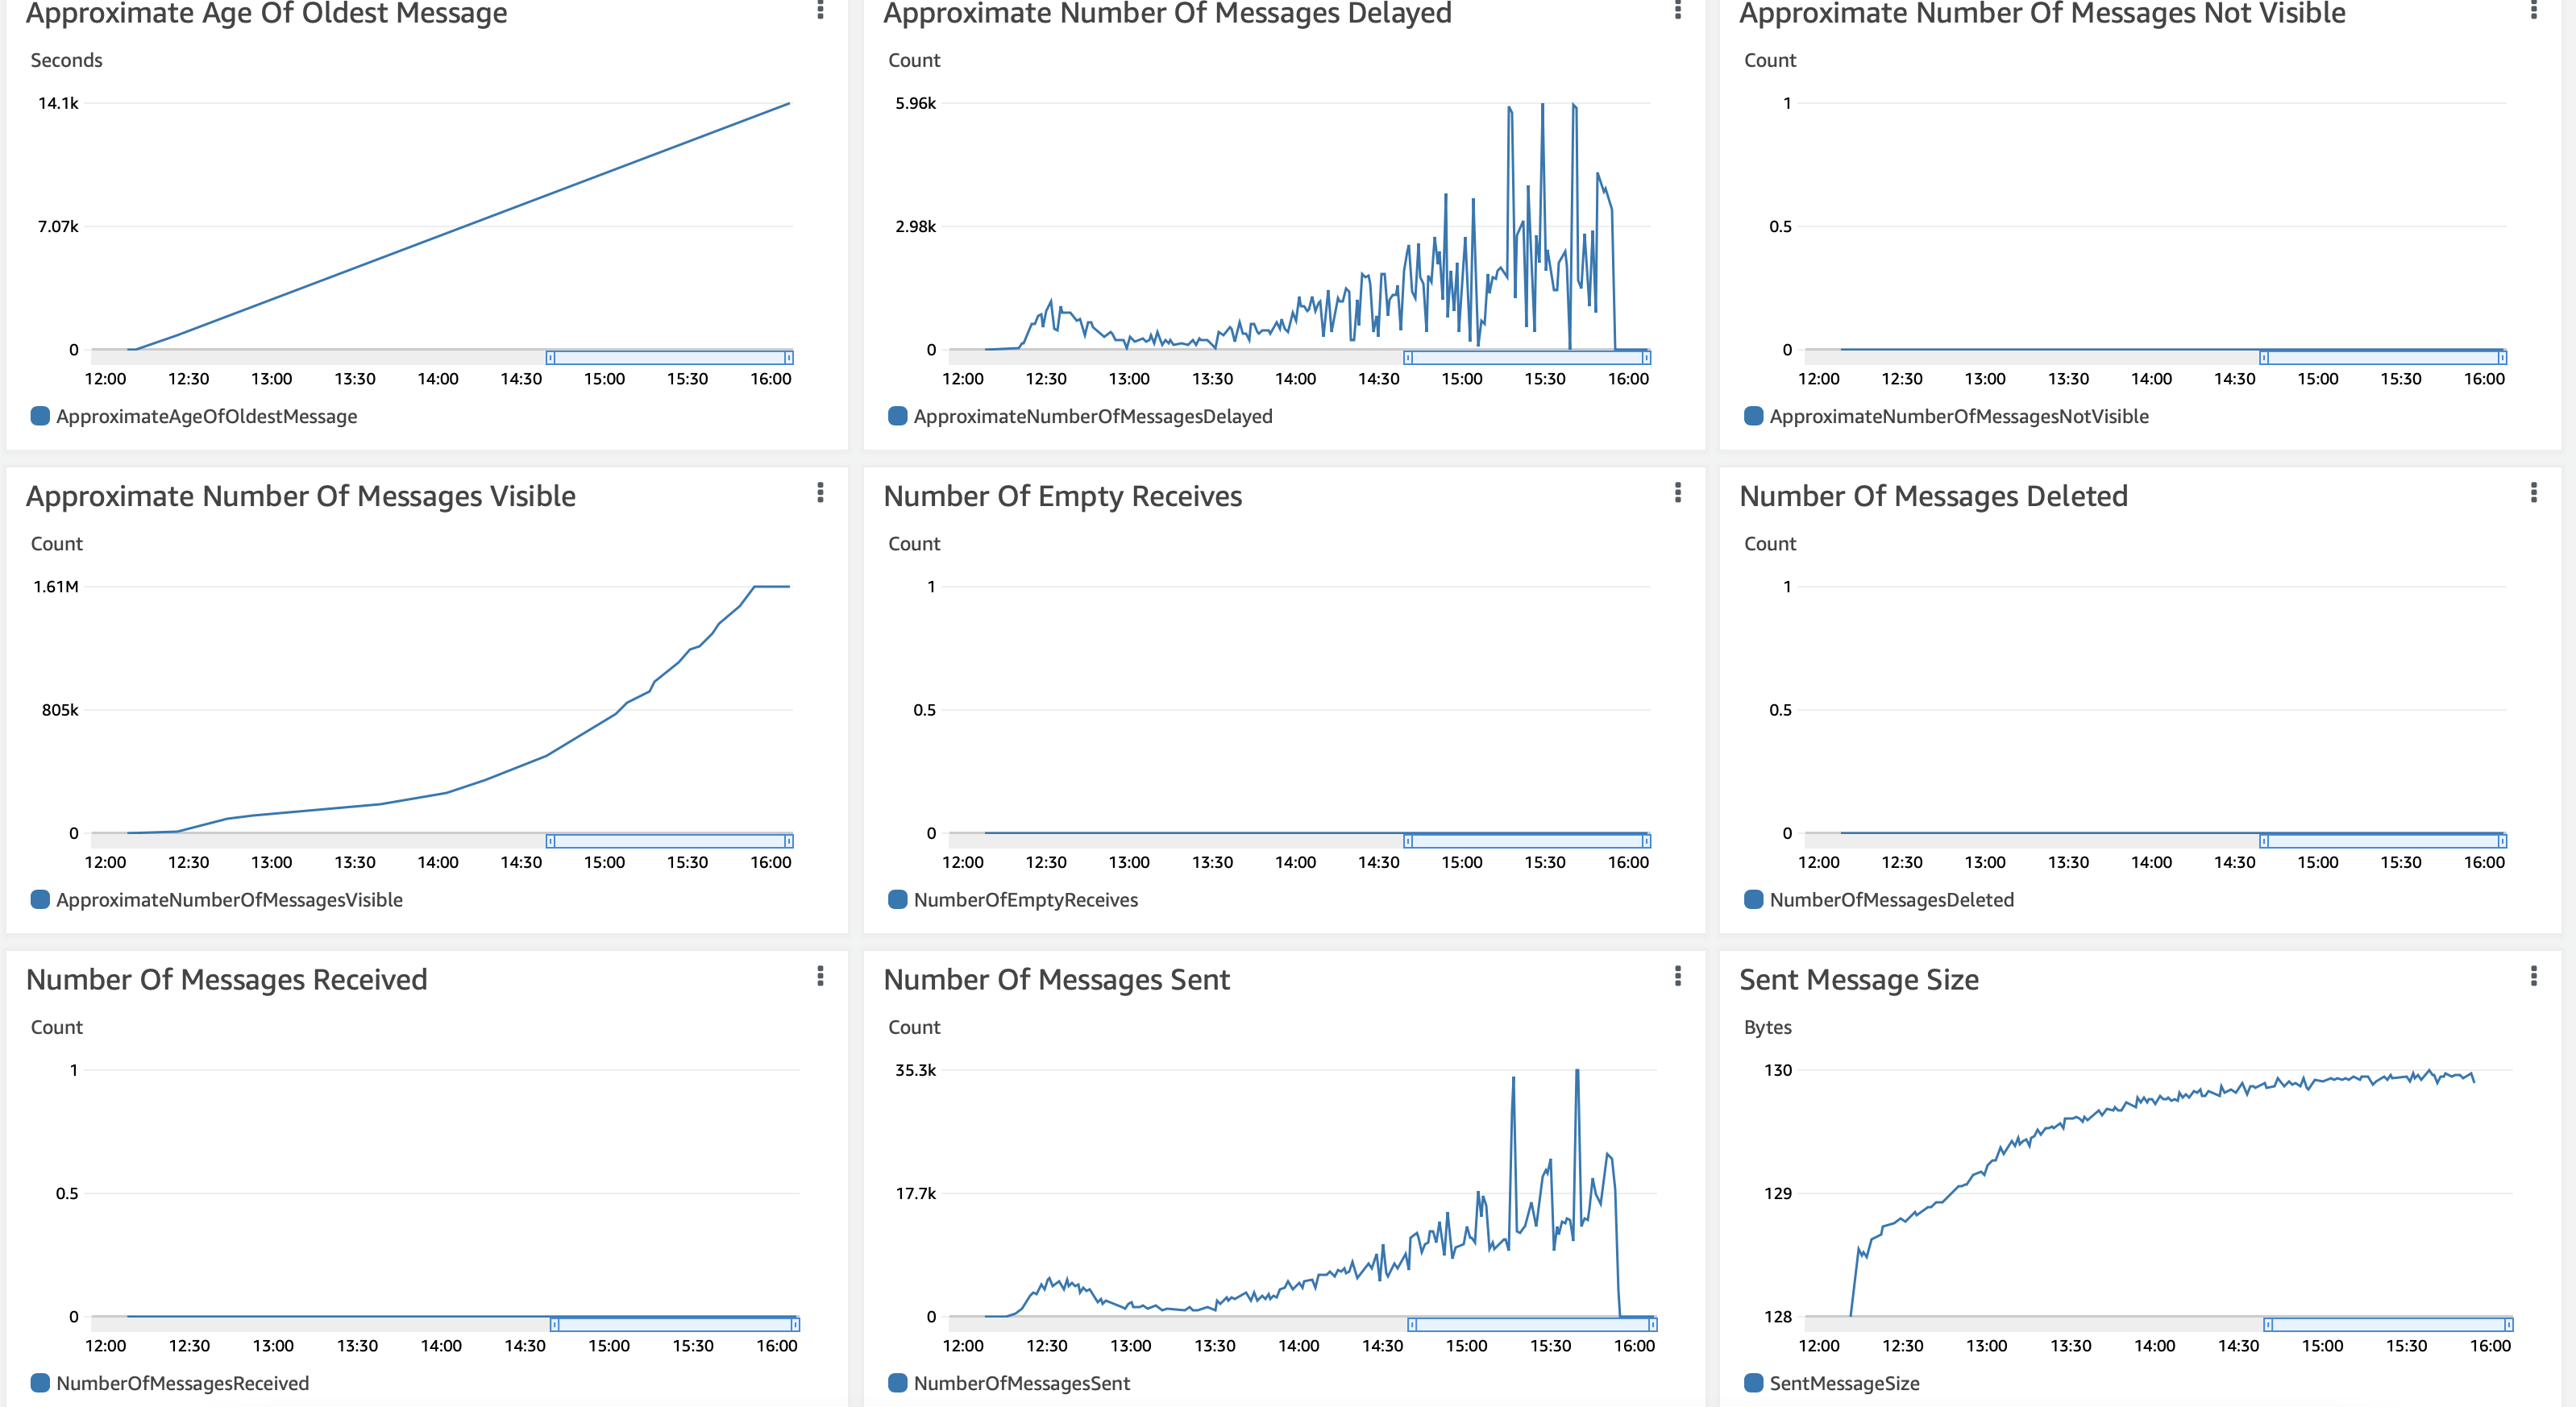 Approximate Age Of Oldest Message
Seconds
14.1k
7.07k
0
12:00 12:30 13:00 13:30 14:00 14:30 15:00 15:30 16:00
ApproximateAgeOfOldestMessage
Approximate Number Of Messages Delayed
Count
5.96k
2.98k
0
12:00 12:30 13:00 13:30 14:00 14:30 15:00 15:30 16:00
ApproximateNumberOfMessagesDelayed
Approximate Number Of Messages Not Visible
Count
1
0.5
0
12:00 12:30 13:00 13:30 14:00 14:30 15:00 15:30 16:00
ApproximateNumberOfMessagesNotVisible
Approximate Number Of Messages Visible
Count
1.61M
805k
0
12:00 12:30 13:00 13:30 14:00 14:30 15:00 15:30 16:00
ApproximateNumberOfMessagesVisible
Number Of Empty Receives
Count
1
0.5
0
12:00 12:30 13:00 13:30 14:00 14:30 15:00 15:30 16:00
NumberOfEmptyReceives
Number Of Messages Deleted
Count
1
0.5
0
12:00 12:30 13:00 13:30 14:00 14:30 15:00 15:30 16:00
NumberOfMessagesDeleted
Number Of Messages Received
Count
1
0.5
0
12:00 12:30 13:00 13:30 14:00 14:30 15:00 15:30 16:00
NumberOfMessagesReceived
Number Of Messages Sent
Count
35.3k
17.7k
0
12:00 12:30 13:00 13:30 14:00 14:30 15:00 15:30 16:00
NumberOfMessagesSent
Sent Message Size
Bytes
130
129
128
12:00 12:30 13:00 13:30 14:00 14:30 15:00 15:30 16:00
SentMessageSize